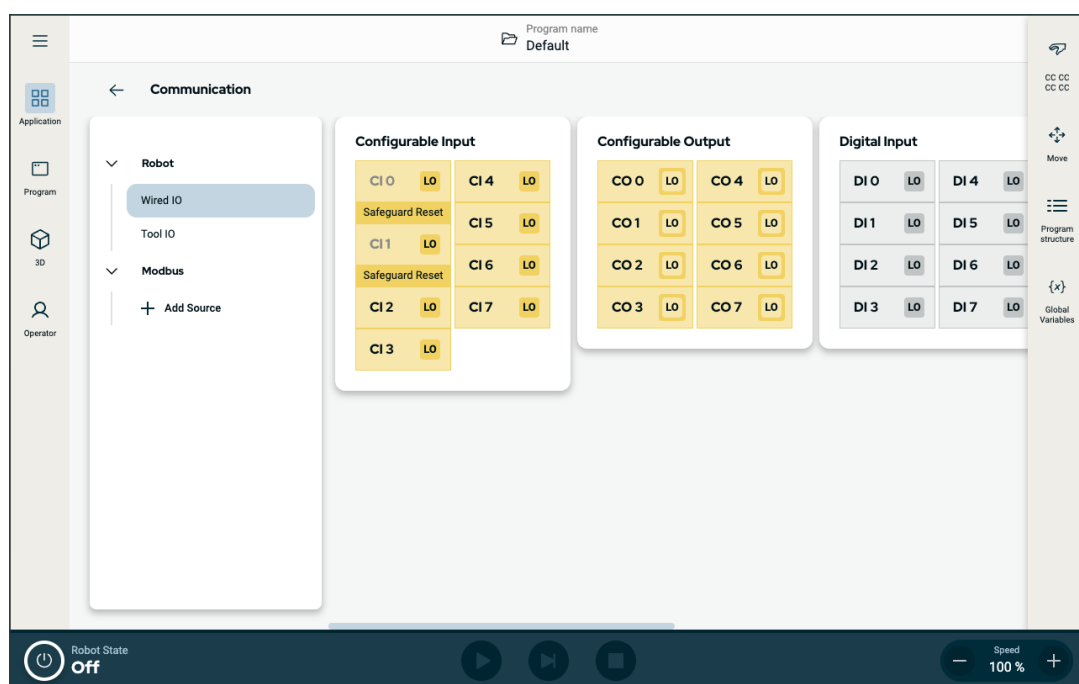 Program name
Default
CC CC
CC CC
Application
Program
3D
Operator
Communication
Robot
Wired IO
Tool IO
Modbus
Add Source
Configurable Input
CI 0 LO CI 4 LO
Safeguard Reset
CI 5 LO
CI 1 LO
CI 6 LO
Safeguard Reset
CI 2 LO CI 7 LO
CI 3 LO
Configurable Output
CO 0 LO CO 4 LO
CO 1 LO CO 5 LO
CO 2 LO CO 6 LO
CO 3 LO CO 7 LO
Digital Input
DI 0 LO DI 4 LO
DI 1 LO DI 5 LO
DI 2 LO DI 6 LO
DI 3 LO DI 7 LO
Move
Program
structure
{x}
Global
Variables
Robot State
Off
Speed
100 %